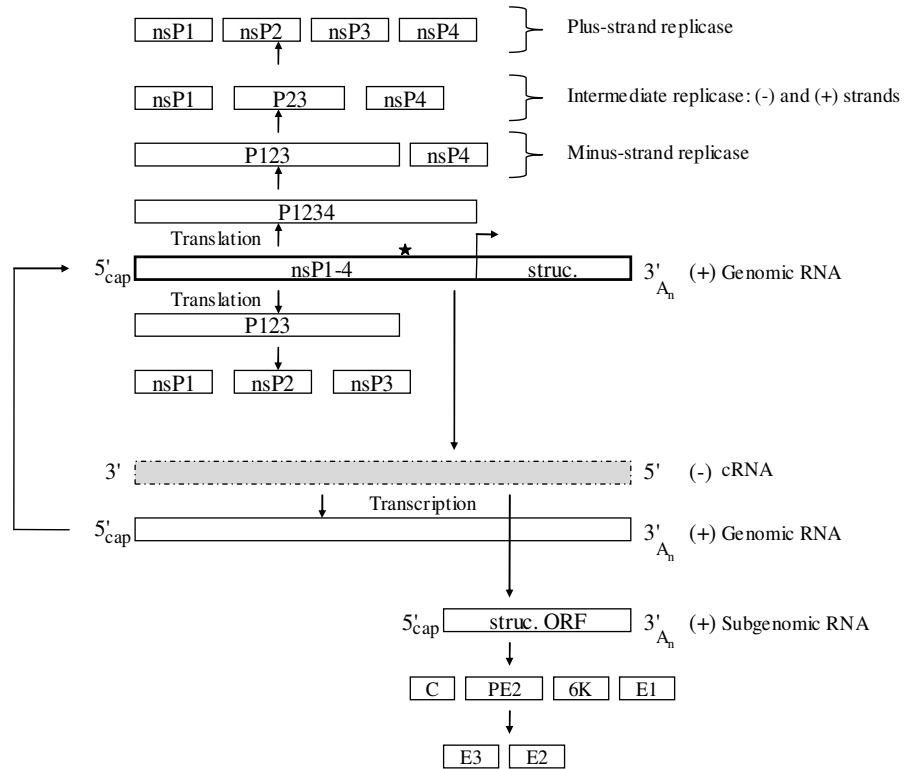 nsP1 nsP2 nsP3 nsP4 Plus-strand replicase
nsP1 P23 nsP4 Intermediate replicase: (-) and (+) strands
P123 nsP4 Minus-strand replicase
P1234
Translation
5'cap nsP1-4 struc. 3'An (+) Genomic RNA
Translation
P123
nsP1 nsP2 nsP3
3' 5' (-) cRNA
Transcription
5'cap 3'An (+) Genomic RNA
5'cap struc. ORF 3'An (+) Subgenomic RNA
C PE2 6K E1
E3 E2